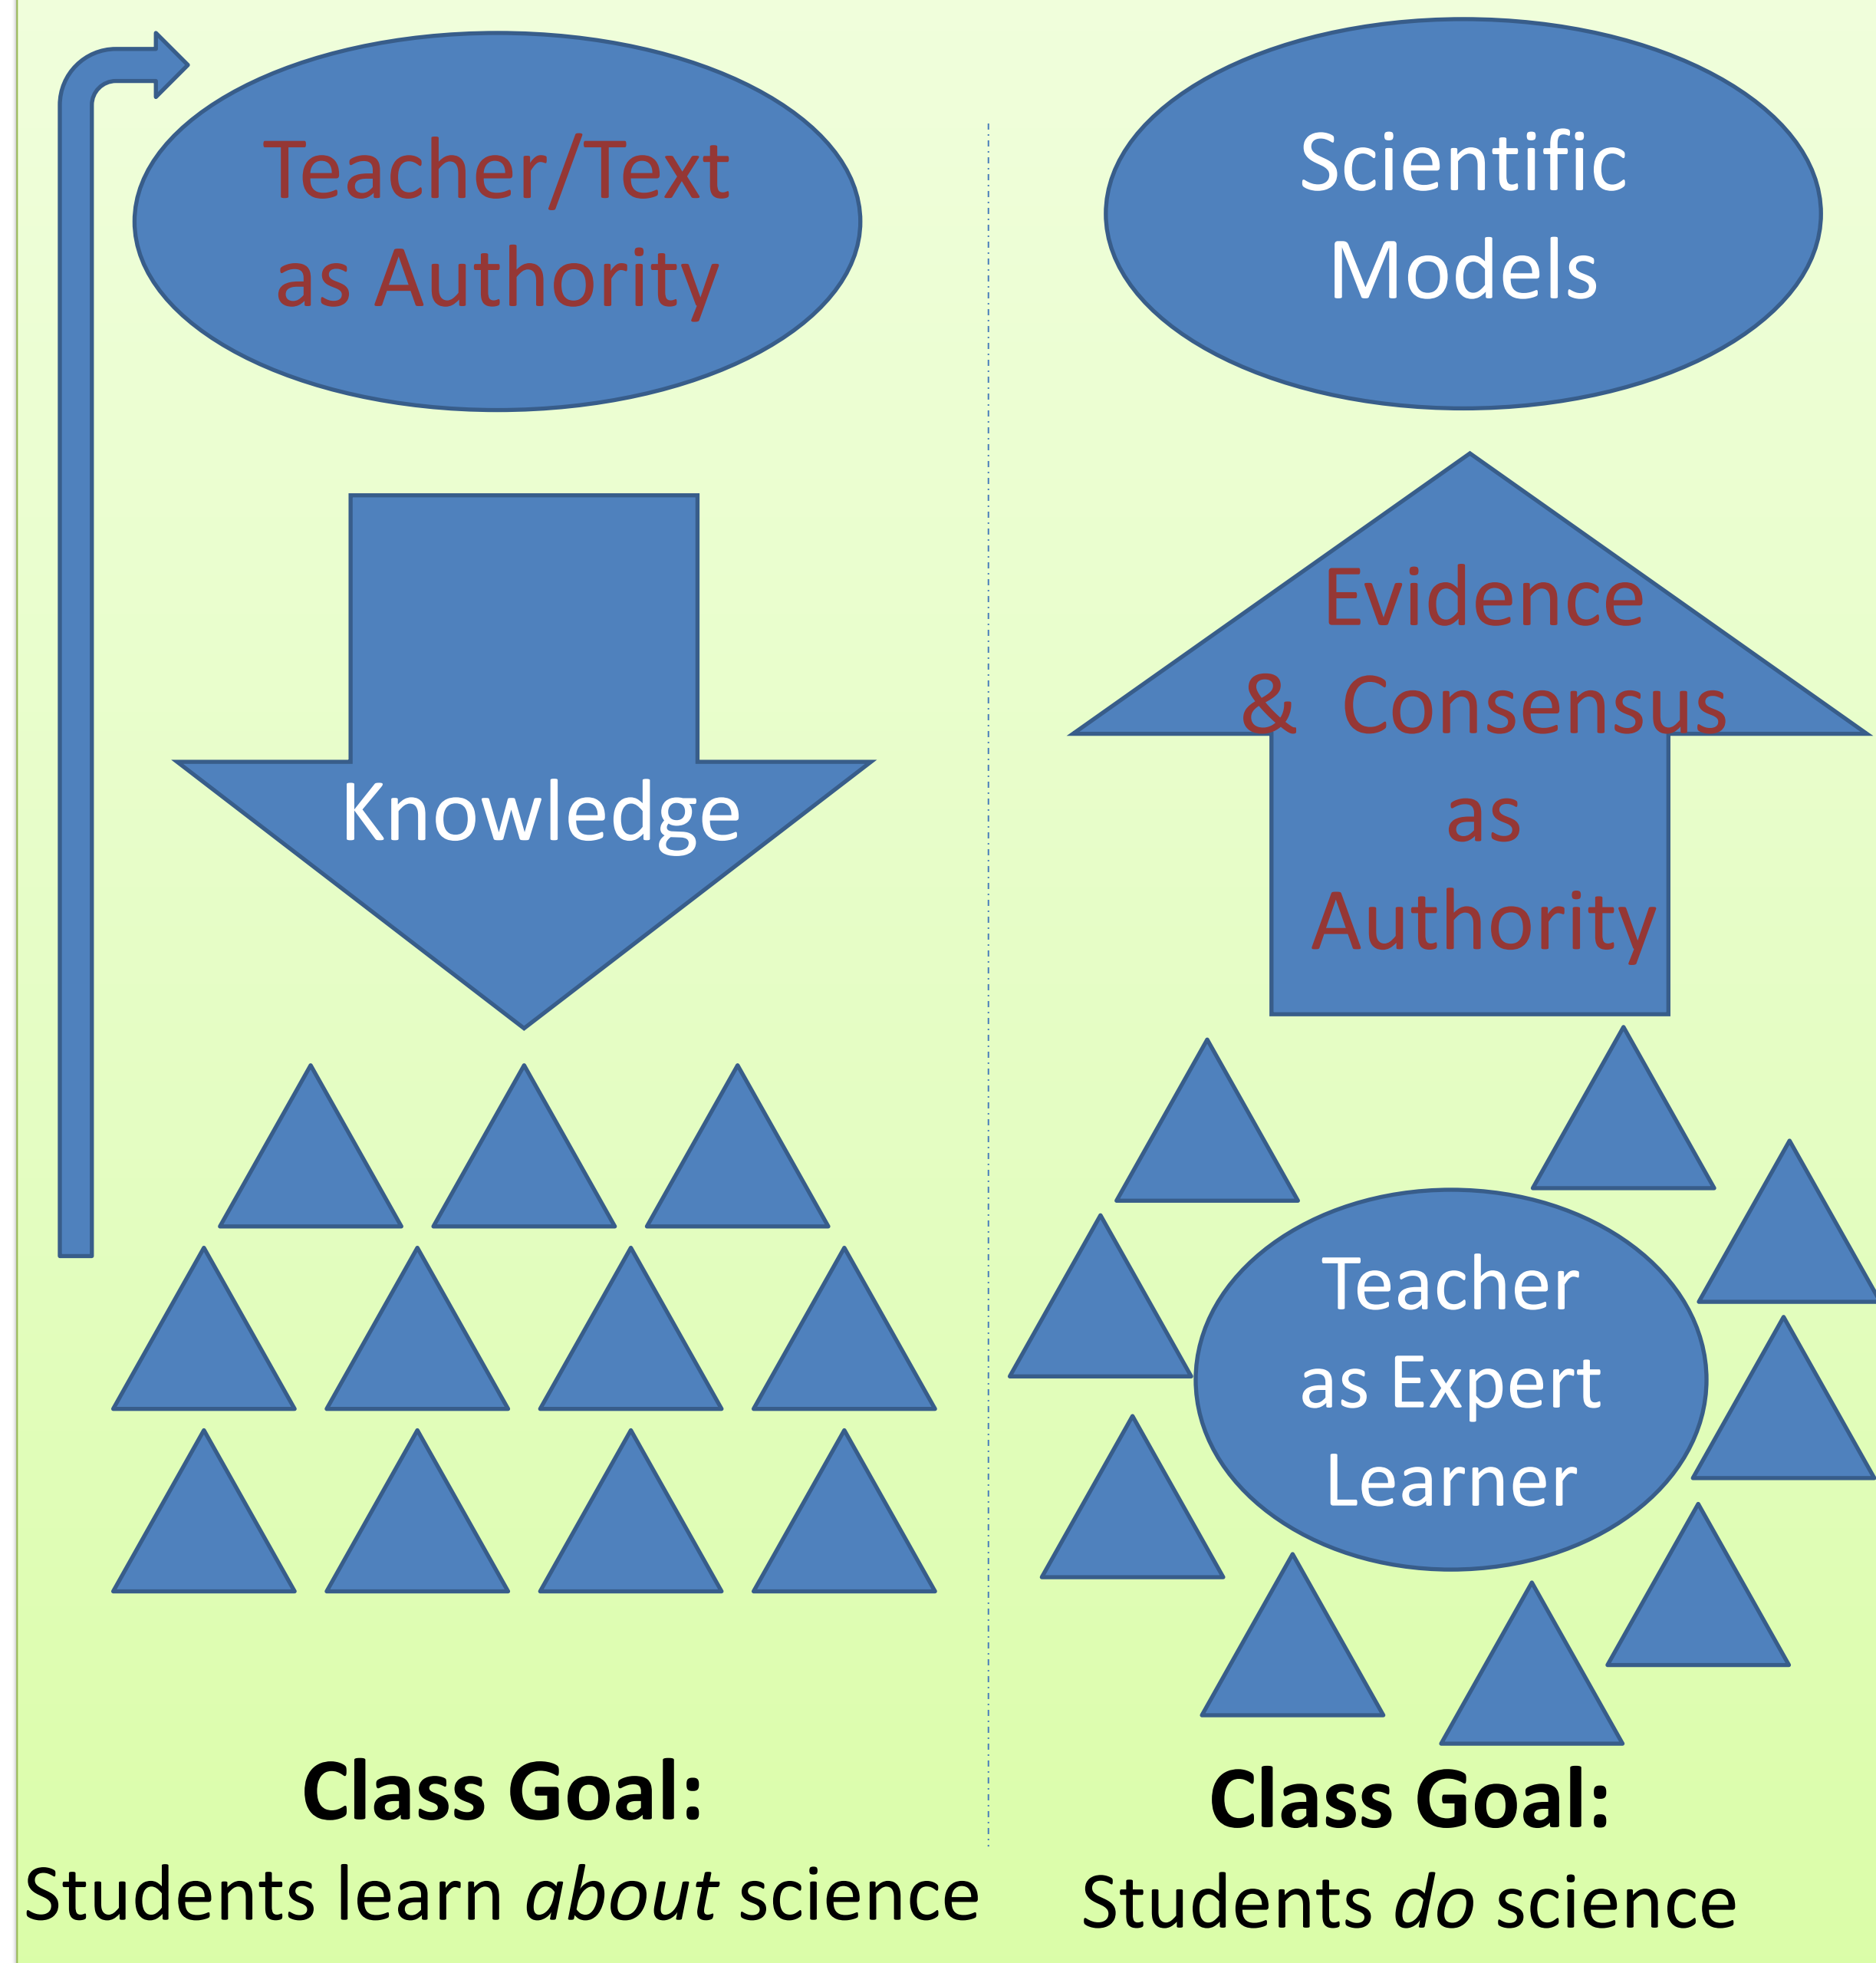 Teacher/Text
as Authority
Knowledge
Class Goal:
Students learn about science
Scientific
Models
Evidence
& Consensus
as
Authority
Teacher
as Expert
Learner
Class Goal:
Students do science